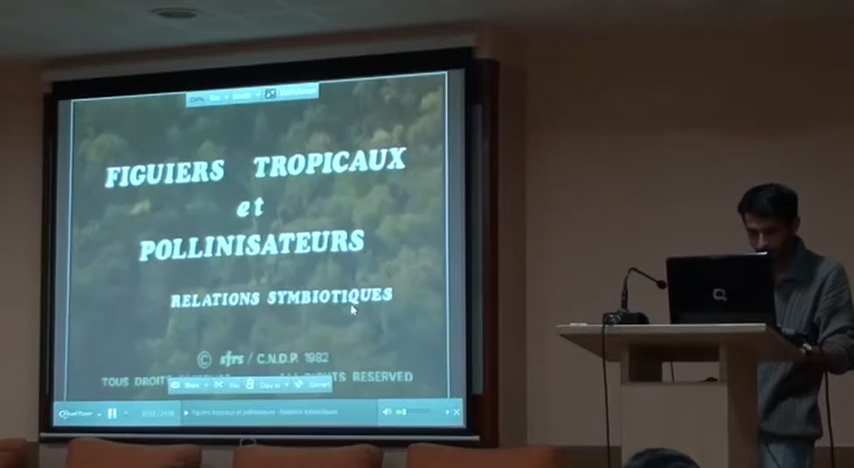 FIGUIERS TROPICAUX
et
POLLINISATEURS
RELATIONS SYMBIOTIQUES
© sfrs / C.N.D.P. 1982
TOUS DROITS RESERVED